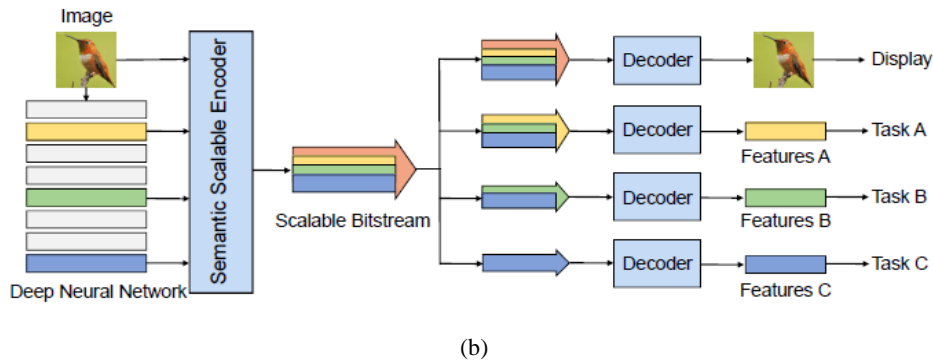 Image
Semantic Scalable Encoder
Deep Neural Network
Scalable Bitstream
Decoder
Display
Decoder
Features A
Task A
Decoder
Features B
Task B
Decoder
Features C
Task C
(b)